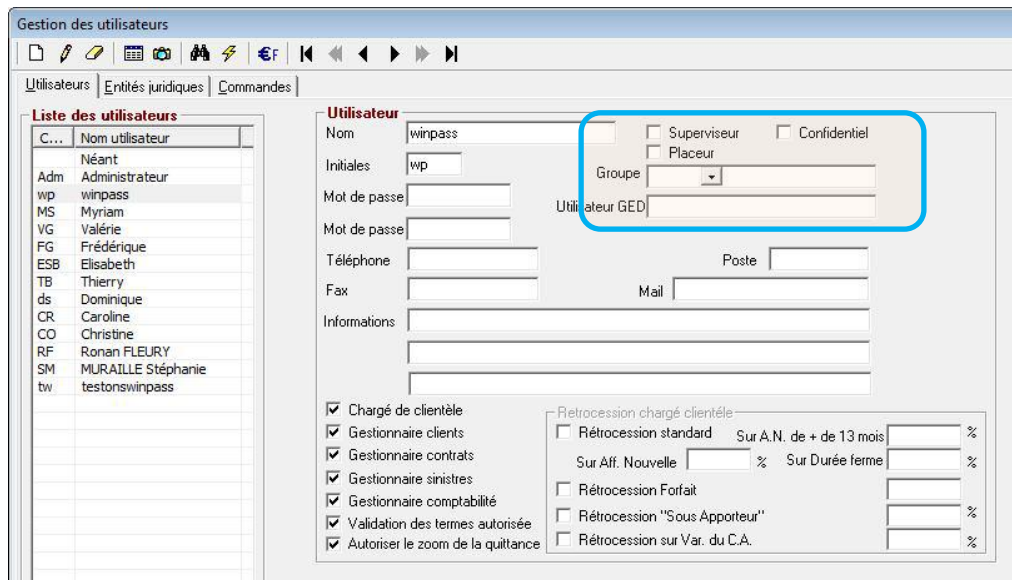 Gestion des utilisateurs
€F
Utilisateurs Entités juridiques Commandes
Liste des utilisateurs
C... Nom utilisateur
Néant
Adm Administrateur
wp winpass
MS Myriam
VG Valérie
FG Frédérique
ESB Elisabeth
TB Thierry
ds Dominique
CR Caroline
CO Christine
RF Ronan FLEURY
SM MURAILLE Stéphanie
tw testonswinpass
Utilisateur
Nom winpass Superviseur Confidentiel
Placeur
Initiales wp
Groupe
Mot de passe
Utilisateur GED
Mot de passe
Téléphone Poste
Fax Mail
Informations
Chargé de clientèle
Gestionnaire clients
Gestionnaire contrats
Gestionnaire sinistres
Gestionnaire comptabilité
Validation des termes autorisée
Autoriser le zoom de la quittance
Retrocession chargé clientéle
Rétrocession standard Sur A.N. de + de 13 mois %
Sur Aff. Nouvelle % Sur Durée ferme %
Rétrocession Forfait
Rétrocession "Sous Apporteur" %
Rétrocession sur Var. du C.A. %